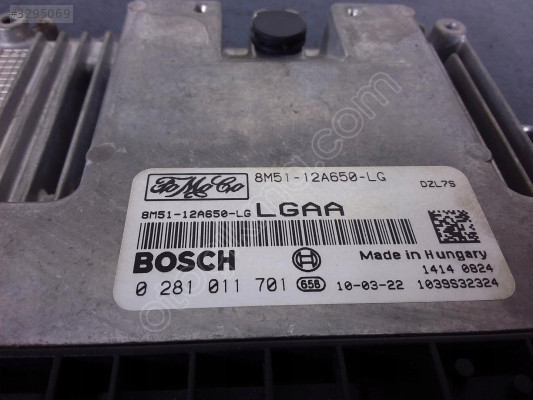 #3295069
FoMoCo 8M51-12A650-LG DZL7S
8M51-12A650-LG LGAA
BOSCH Made in Hungary
1414 0824
0 281 011 701 658 10-03-22 1039S32324